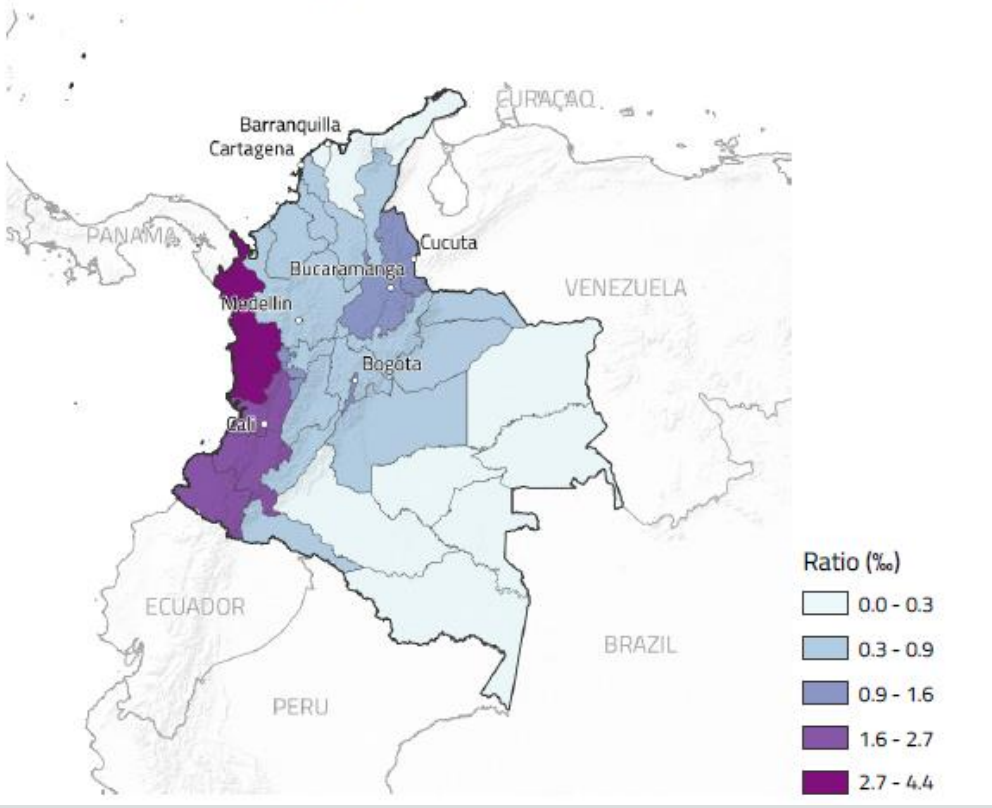 CURAÇAO
Barranquilla
Cartagena
PANAMA
Cucuta
Bucaramanga
VENEZUELA
Medellin
Bogota
Cali
ECUADOR
BRAZIL
PERU
Ratio (‰)
0.0 - 0.3
0.3 - 0.9
0.9 - 1.6
1.6 - 2.7
2.7 - 4.4